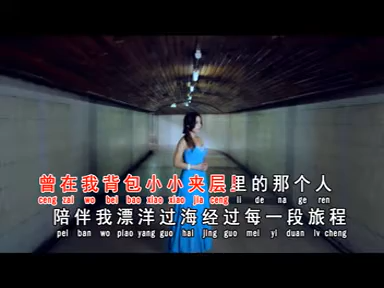 曾在我背包小小夹层里的那个人
ceng zai wo bei bao xiao xiao jia ceng li de na ge ren
陪伴我漂洋过海经过每一段旅程
pei ban wo piao yang guo hai jing guo mei yi duan lv cheng